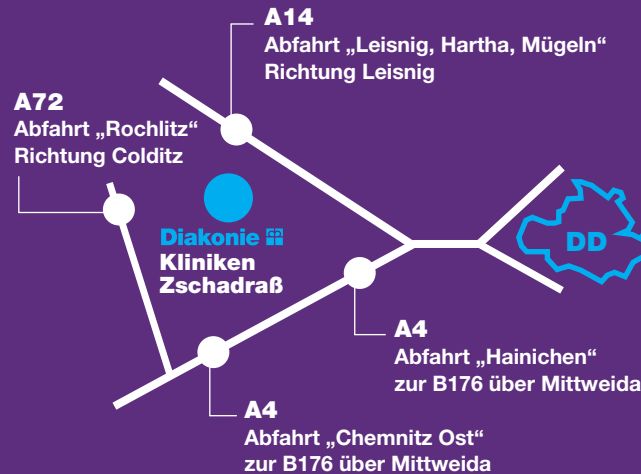 A14
Abfahrt „Leisnig, Hartha, Mügeln“
Richtung Leisnig
A72
Abfahrt „Rochlitz“
Richtung Colditz
Diakonie
Kliniken
Zschadraß
DD
A4
Abfahrt „Hainichen“
zur B176 über Mittweida
A4
Abfahrt „Chemnitz Ost“
zur B176 über Mittweida